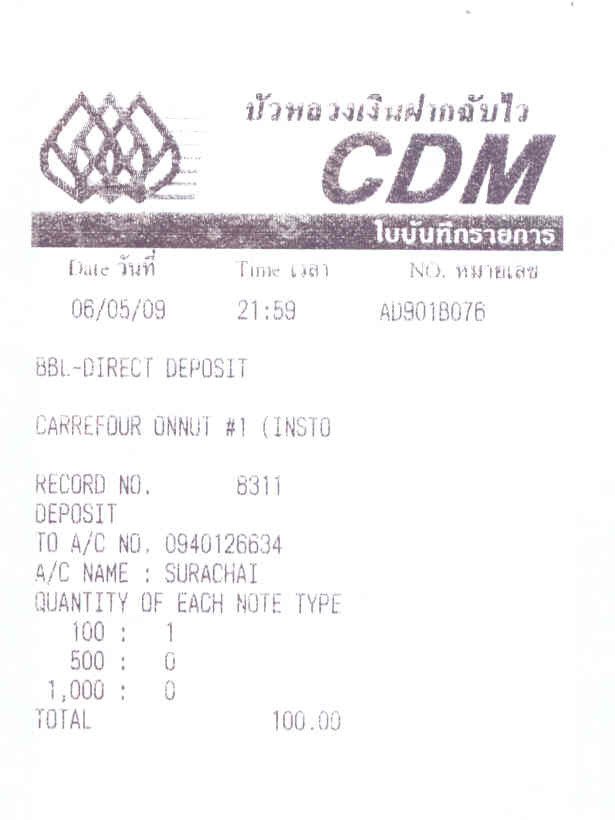 บัวหลวงเงินฝากฉับไว
CDM
ใบบันทึกรายการ
Date วันที่ Time เวลา NO. หมายเลข
06/05/09 21:59 AD901B076
BBL-DIRECT DEPOSIT
CARREFOUR ONNUT #1 (INSTO
RECORD NO. 8311
DEPOSIT
TO A/C NO. 0940126634
A/C NAME : SURACHAI
QUANTITY OF EACH NOTE TYPE
100 : 1
500 : 0
1,000 : 0
TOTAL 100.00